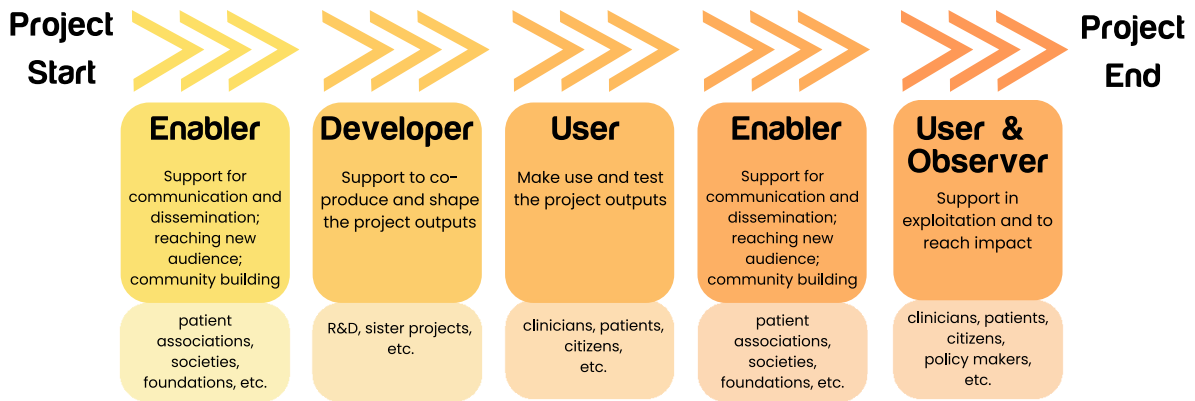 Project
Start
Project
End
Enabler
Support for
communication and
dissemination;
reaching new
audience;
community building
patient
associations,
societies,
foundations, etc.
Developer
Support to co-
produce and shape
the project outputs
R&D, sister projects,
etc.
User
Make use and test
the project outputs
clinicians, patients,
citizens,
etc.
Enabler
Support for
communication and
dissemination;
reaching new
audience;
community building
patient
associations,
societies,
foundations, etc.
User &
Observer
Support in
exploitation and to
reach impact
clinicians, patients,
citizens,
policy makers,
etc.